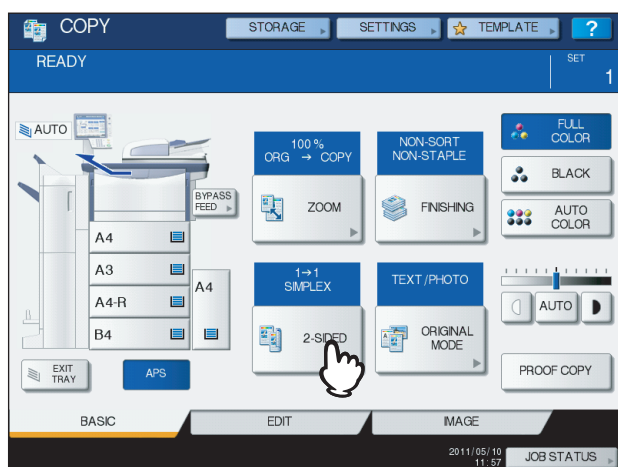 COPY
STORAGE
SETTINGS
TEMPLATE
?
READY
SET
1
AUTO
BYPASS
FEED
A4
A3
A4-R
B4
A4
EXIT
TRAY
APS
100 %
ORG → COPY
ZOOM
NON-SORT
NON-STAPLE
FINISHING
1→1
SIMPLEX
2-SIDED
TEXT/PHOTO
ORIGINAL
MODE
FULL
COLOR
BLACK
AUTO
COLOR
AUTO
PROOF COPY
BASIC
EDIT
IMAGE
2011/05/10
11:57
JOB STATUS